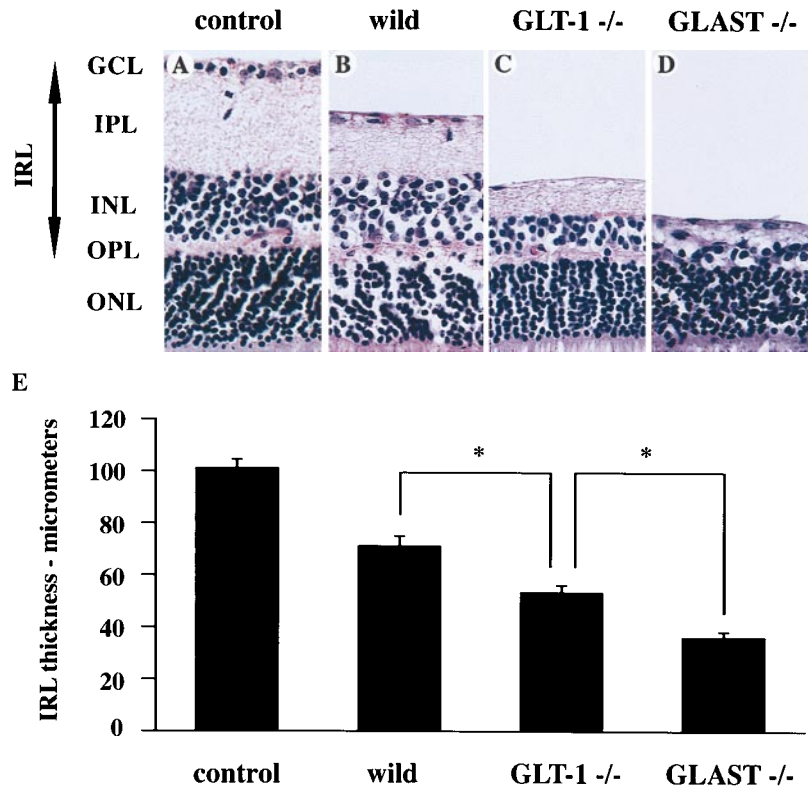 control wild GLT-1 -/- GLAST -/-
A B C D
GCL
IPL
IRL
INL
OPL
ONL
E
120
100
80
60
40
20
0
IRL thickness - micrometers
* *
control wild GLT-1 -/- GLAST -/-